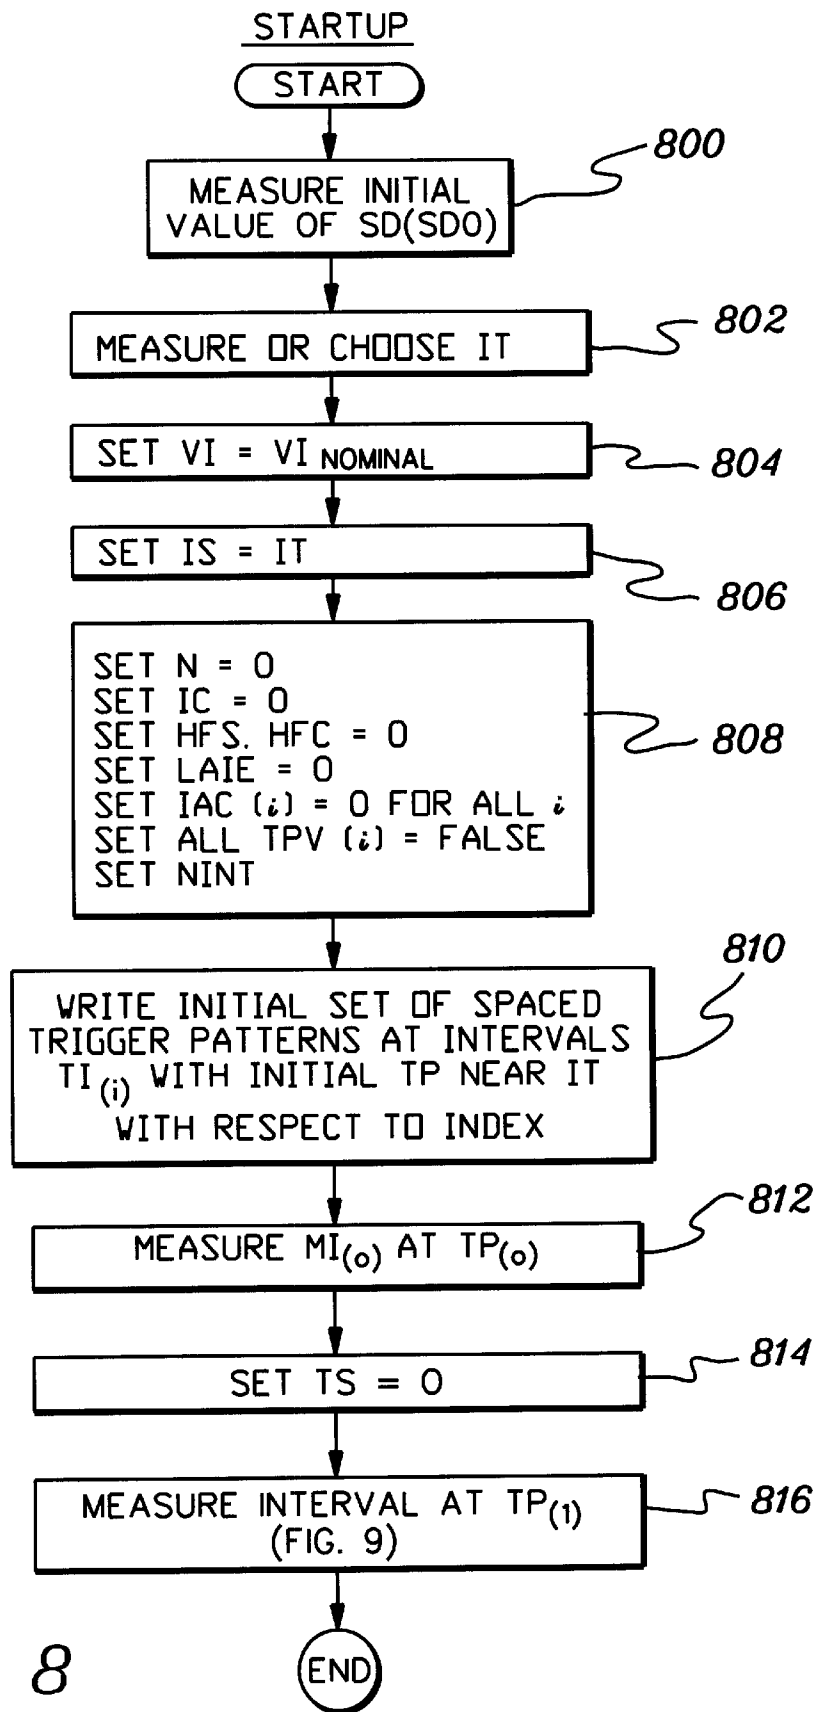 STARTUP
START
800
MEASURE INITIAL
VALUE OF SD(SD0)
802
MEASURE OR CHOOSE IT
SET VI = VI NOMINAL
804
SET IS = IT
806
SET N = 0
SET IC = 0
SET HFS. HFC = 0
SET LAIE = 0
SET IAC (i) = 0 FOR ALL i
SET ALL TPV (i) = FALSE
SET NINT
808
810
WRITE INITIAL SET OF SPACED
TRIGGER PATTERNS AT INTERVALS
TI(i) WITH INITIAL TP NEAR IT
WITH RESPECT TO INDEX
812
MEASURE MI(o) AT TP(o)
814
SET TS = 0
MEASURE INTERVAL AT TP(1)
(FIG. 9)
816
END
8